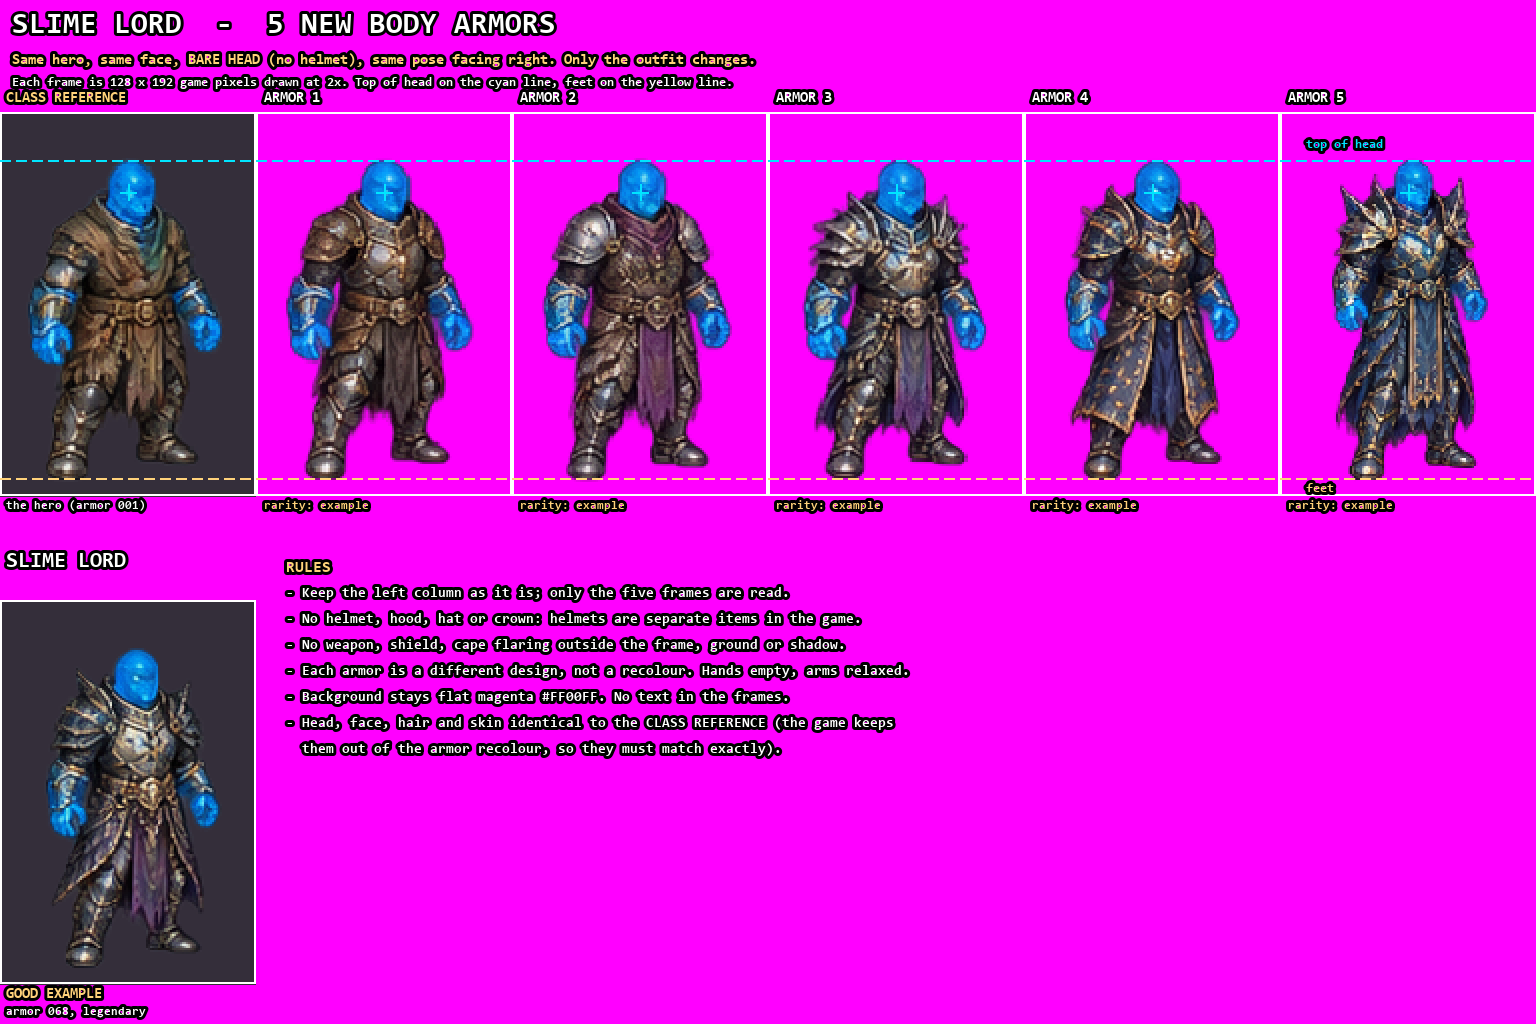 SLIME LORD  -  5 NEW BODY ARMORS
Same hero, same face, BARE HEAD (no helmet), same pose facing right. Only the outfit changes.
Each frame is 128 x 192 game pixels drawn at 2x. Top of head on the cyan line, feet on the yellow line.
CLASS REFERENCE
ARMOR 1
ARMOR 2
ARMOR 3
ARMOR 4
ARMOR 5
top of head
feet
the hero (armor 001)
rarity: example
rarity: example
rarity: example
rarity: example
rarity: example
SLIME LORD
RULES
- Keep the left column as it is; only the five frames are read.
- No helmet, hood, hat or crown: helmets are separate items in the game.
- No weapon, shield, cape flaring outside the frame, ground or shadow.
- Each armor is a different design, not a recolour. Hands empty, arms relaxed.
- Background stays flat magenta #FF00FF. No text in the frames.
- Head, face, hair and skin identical to the CLASS REFERENCE (the game keeps
them out of the armor recolour, so they must match exactly).
GOOD EXAMPLE
armor 068, legendary